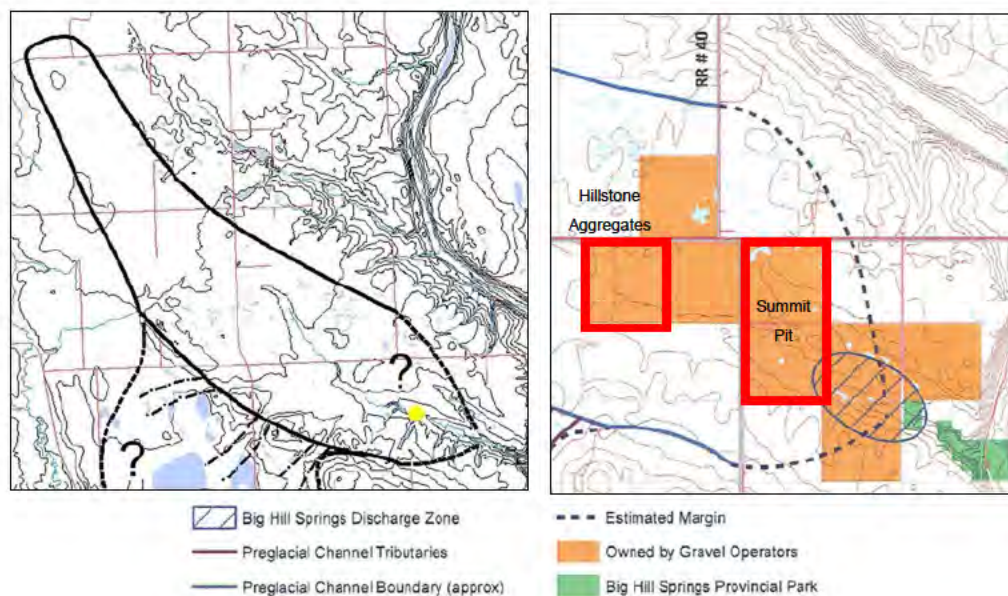 ?
?
RR # 40
Hillstone
Aggregates
Summit
Pit
Big Hill Springs Discharge Zone
Preglacial Channel Tributaries
Preglacial Channel Boundary (approx)
Estimated Margin
Owned by Gravel Operators
Big Hill Springs Provincial Park